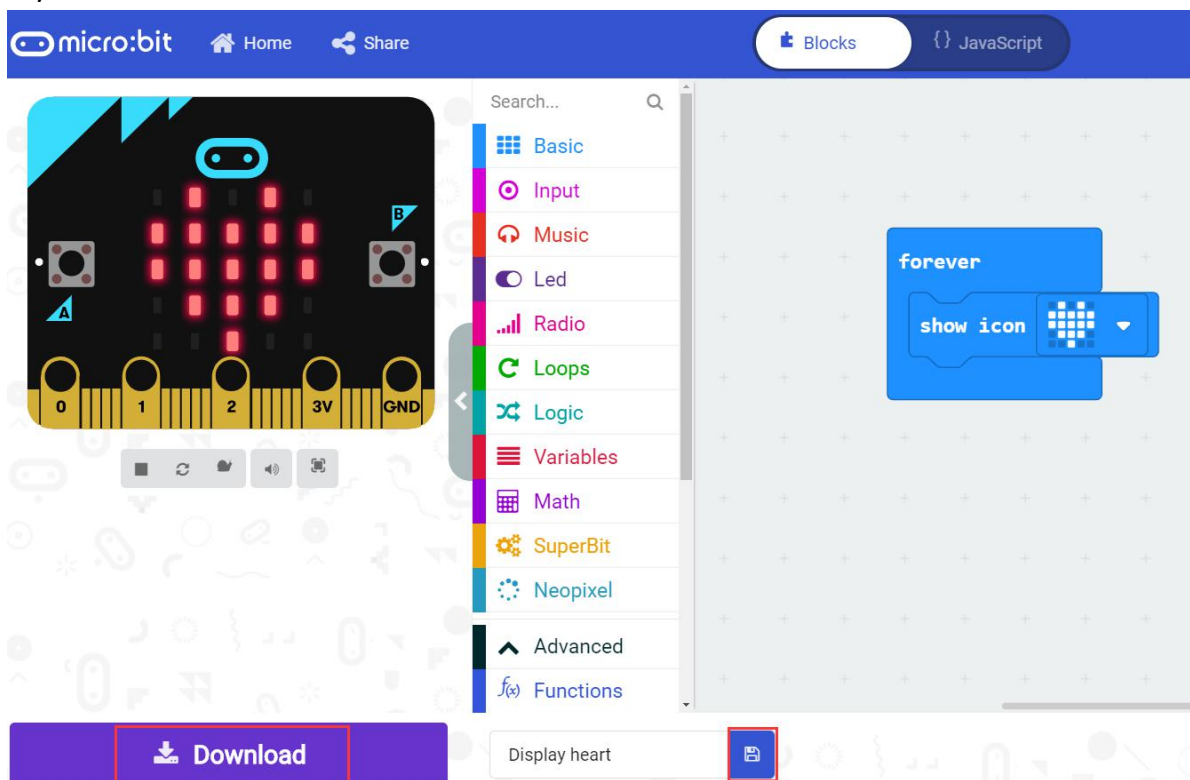 micro:bit Home Share Blocks {} JavaScript
Search...
Basic
Input
Music
Led
Radio
Loops
Logic
Variables
Math
SuperBit
Neopixel
Advanced
f(x) Functions
B
A
0 1 2 3V GND
forever
show icon
Download
Display heart